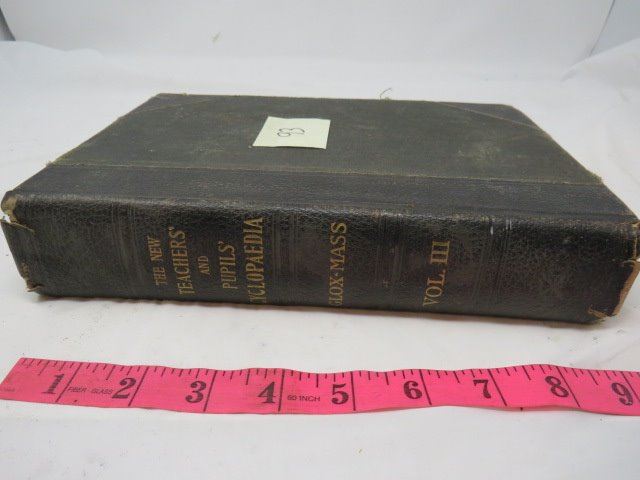 93
THE NEW
TEACHERS'
AND
PUPILS'
CYCLOPAEDIA
GLOX-MASS
VOL. III
1 FIBER-GLASS 2 3 4 60 INCH 5 6 7 8 9